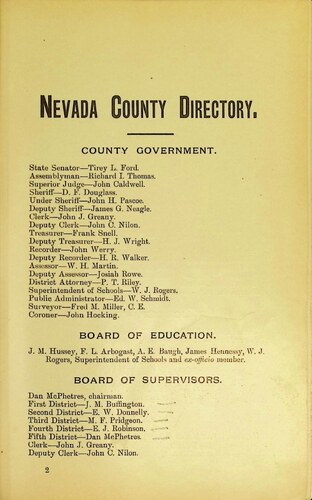 NEVADA COUNTY DIRECTORY.
COUNTY GOVERNMENT.
State Senator—Tirey L. Ford.
Assemblyman—Richard I. Thomas.
Superior Judge—John Caldwell.
Sheriff—D. F. Douglass.
Under Sheriff—John H. Pascoe.
Deputy Sheriff—James G. Neagle.
Clerk—John J. Greany.
Deputy Clerk—John C. Nilon.
Treasurer—Frank Snell.
Deputy Treasurer—H. J. Wright.
Recorder—John Werry.
Deputy Recorder—H. R. Walker.
Assessor—W. H. Martin.
Deputy Assessor—Josiah Rowe.
District Attorney—P. T. Riley.
Superintendent of Schools—W. J. Rogers.
Public Administrator—Ed. W. Schmidt.
Surveyor—Fred M. Miller, C. E.
Coroner—John Hocking.
BOARD OF EDUCATION.
J. M. Hussey, F. L. Arbogast, A. E. Baugh, James Hennessy, W. J.
Rogers, Superintendent of Schools and ex-officio member.
BOARD OF SUPERVISORS.
Dan McPhetres, chairman.
First District—J. M. Buffington.
Second District—E. W. Donnelly.
Third District—M. F. Pridgeon.
Fourth District—E. J. Robinson.
Fifth District—Dan McPhetres.
Clerk—John J. Greany.
Deputy Clerk—John C. Nilon.
2